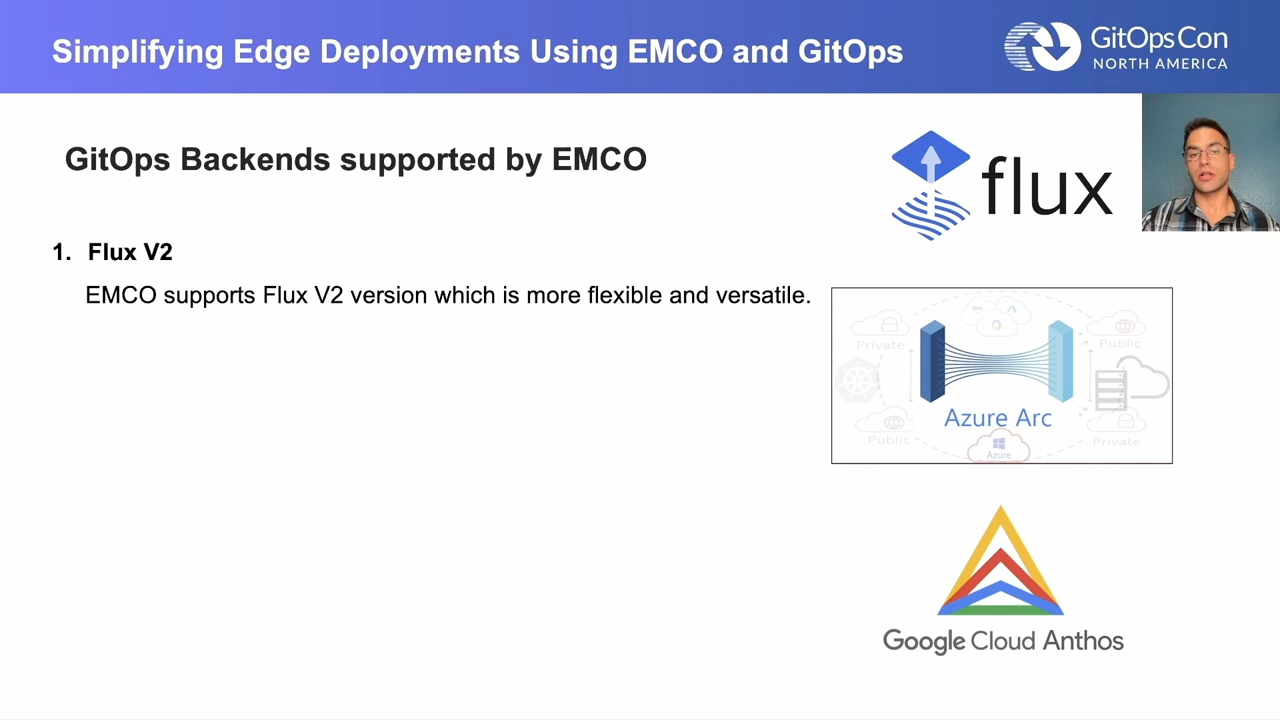 Simplifying Edge Deployments Using EMCO and GitOps
GitOpsCon
NORTH AMERICA
GitOps Backends supported by EMCO
flux
1. Flux V2
EMCO supports Flux V2 version which is more flexible and versatile.
Private
Public
Azure Arc
Public
Private
Azure
Google Cloud Anthos